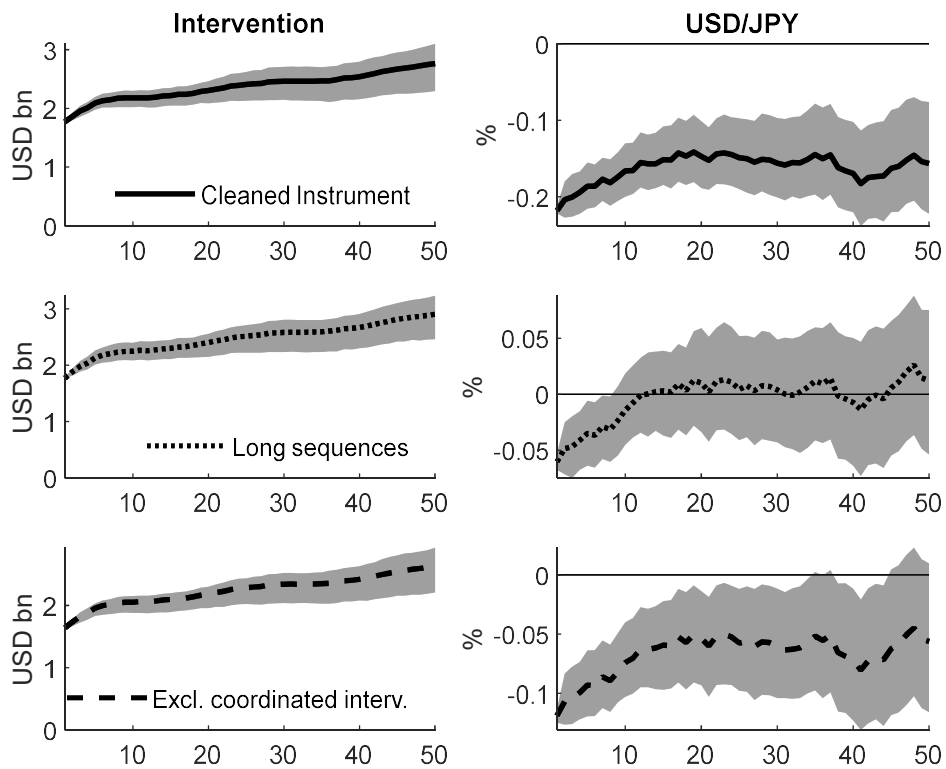 Intervention
USD/JPY
3
2
1
0
USD bn
Cleaned Instrument
10 20 30 40 50
0
-0.1
-0.2
%
10 20 30 40 50
3
2
1
0
USD bn
Long sequences
10 20 30 40 50
0.05
0
-0.05
%
10 20 30 40 50
2
1
0
USD bn
Excl. coordinated interv.
10 20 30 40 50
0
-0.05
-0.1
%
10 20 30 40 50